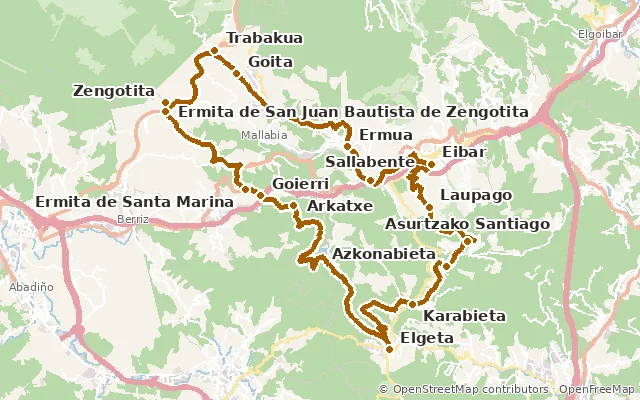 Elgoibar
Trabakua
Goita
Zengotita
Ermita de San Juan Bautista de Zengotita
Mallabia
Ermua
Eibar
Sallabente
Goierri
Laupago
Ermita de Santa Marina
Arkatxe
Berriz
Asurtzako Santiago
Azkonabieta
Abadiño
Karabieta
Elgeta
© OpenStreetMap contributors - OpenFreeMap